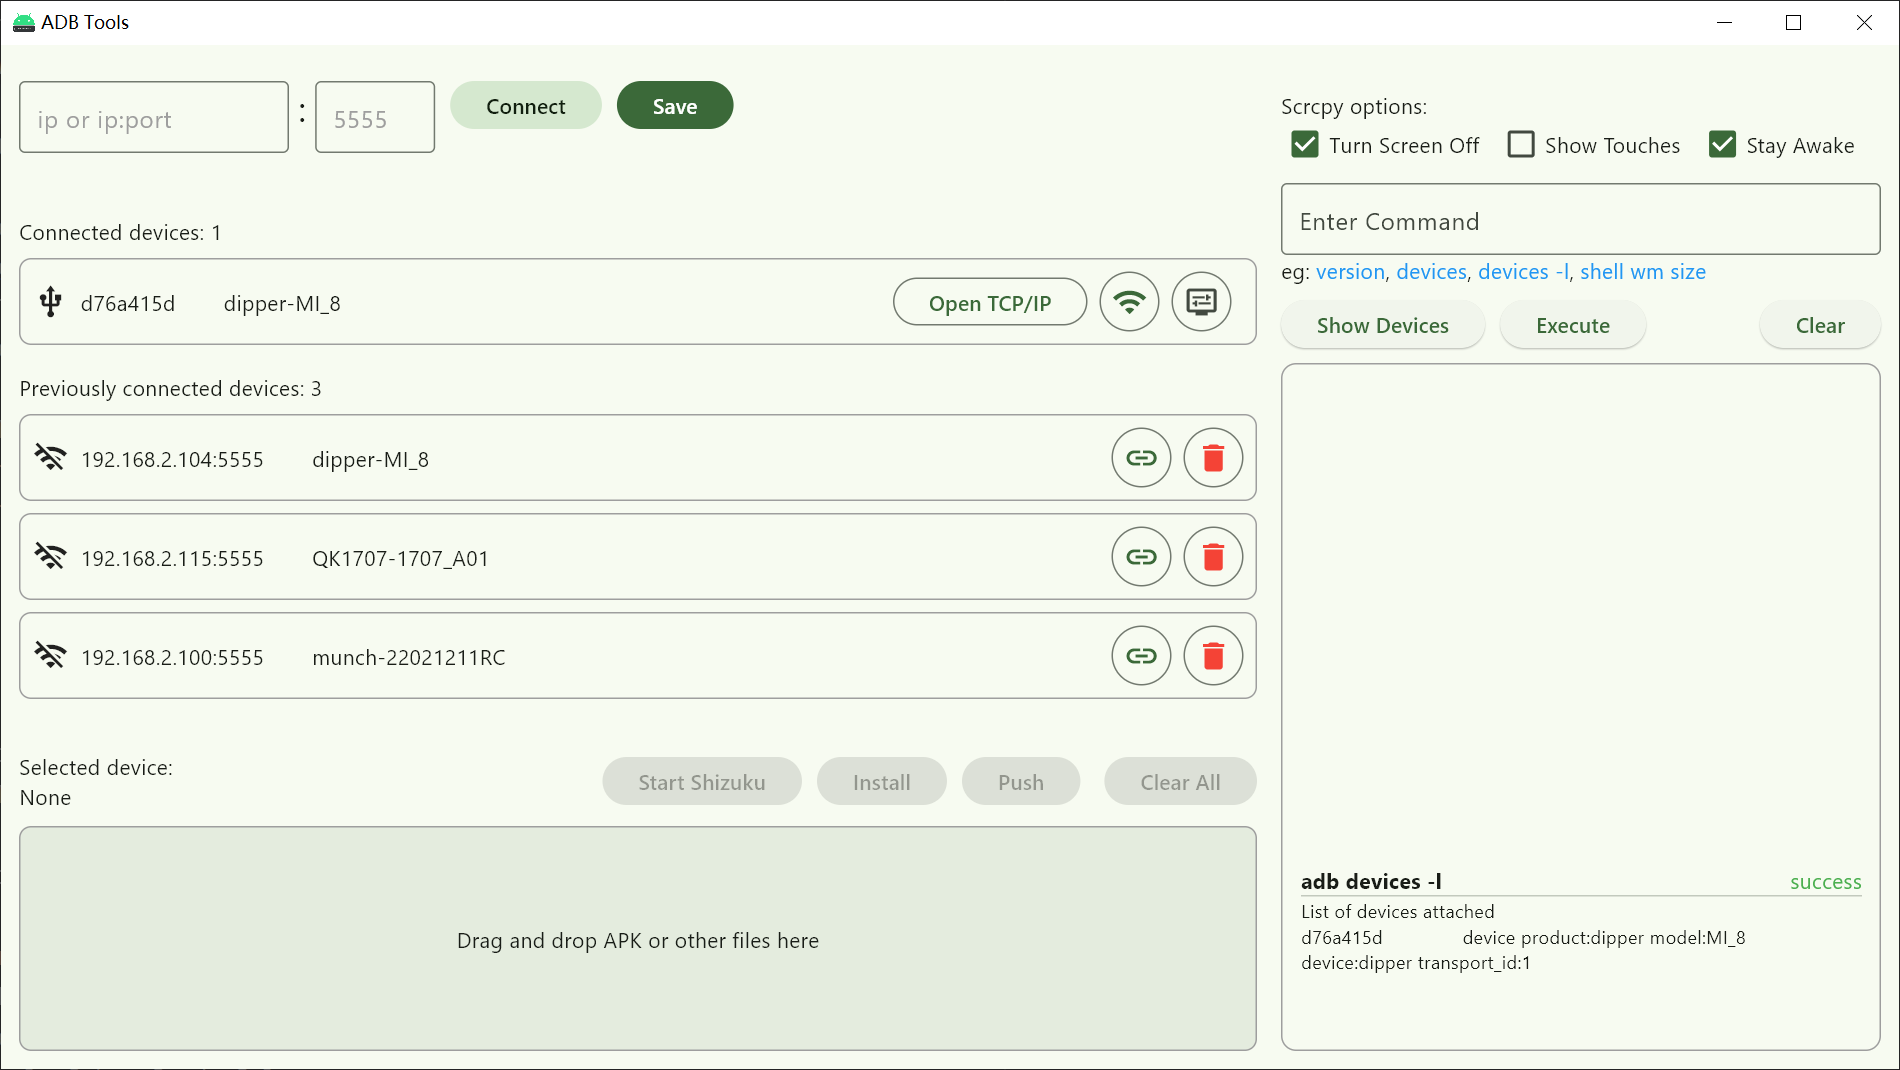 ADB Tools
ip or ip:port : 5555 Connect Save
Connected devices: 1
d76a415d dipper-MI_8 Open TCP/IP
Previously connected devices: 3
192.168.2.104:5555 dipper-MI_8
192.168.2.115:5555 QK1707-1707_A01
192.168.2.100:5555 munch-22021211RC
Selected device:
None
Start Shizuku Install Push Clear All
Drag and drop APK or other files here
Scrcpy options:
Turn Screen Off Show Touches Stay Awake
Enter Command
eg: version, devices, devices -l, shell wm size
Show Devices Execute Clear
adb devices -l success
List of devices attached
d76a415d device product:dipper model:MI_8
device:dipper transport_id:1